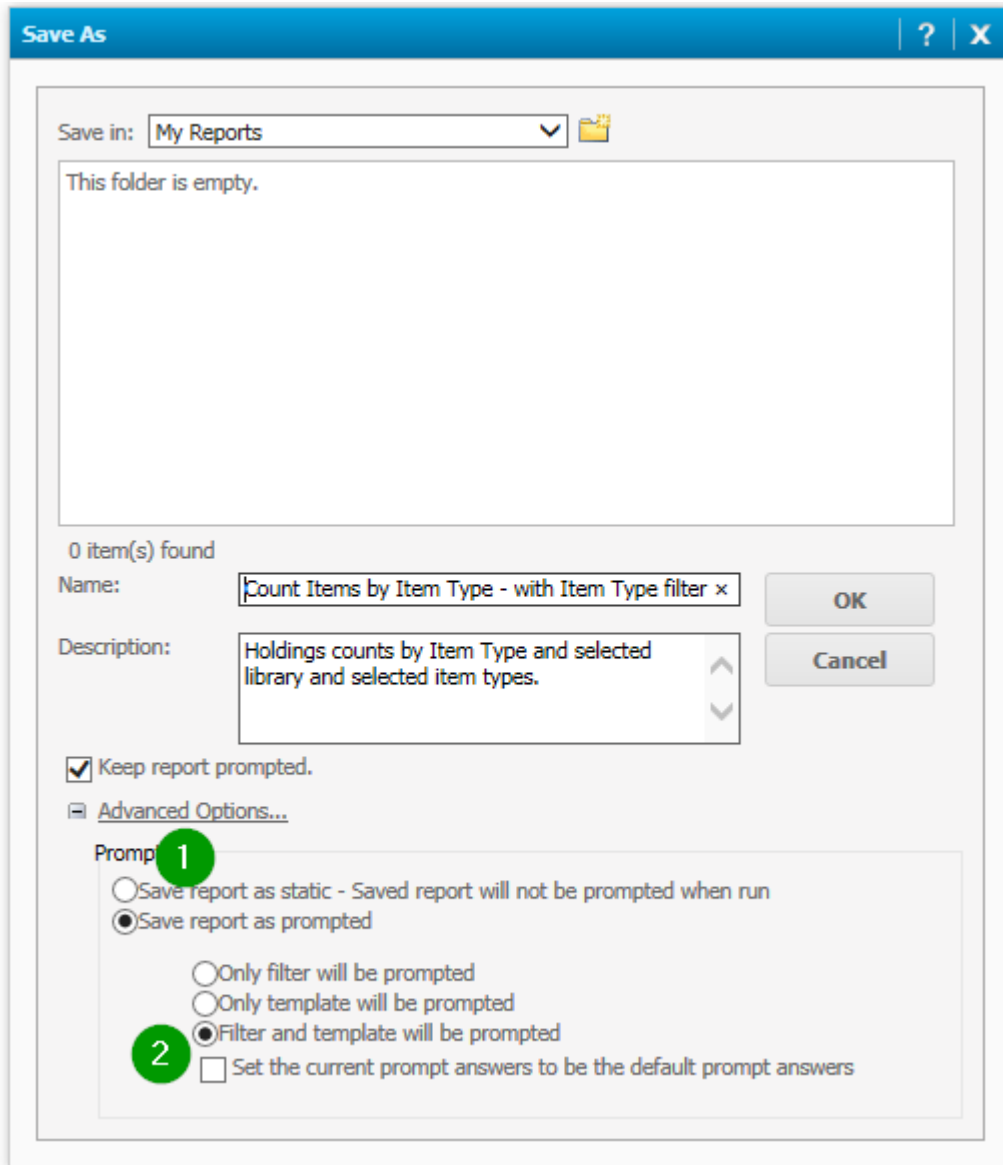 Save As ? X
Save in: My Reports
This folder is empty.
0 item(s) found
Name: Count Items by Item Type - with Item Type filter ×
OK
Description: Holdings counts by Item Type and selected
library and selected item types.
Cancel
Keep report prompted.
Advanced Options...
Promp 1
Save report as static - Saved report will not be prompted when run
Save report as prompted
Only filter will be prompted
Only template will be prompted
Filter and template will be prompted
2
Set the current prompt answers to be the default prompt answers